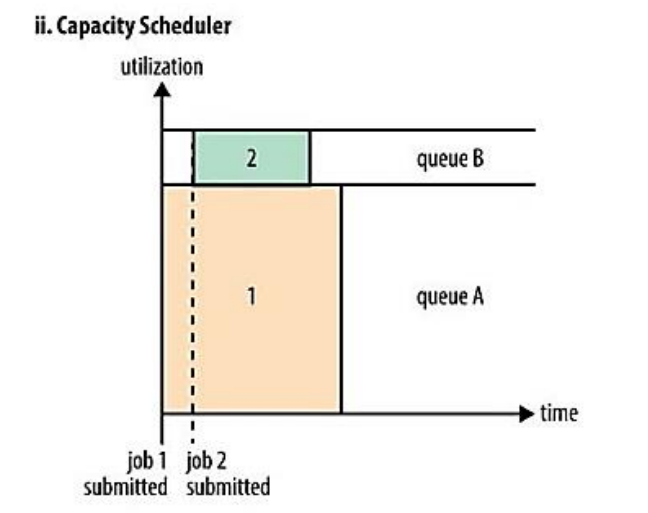 ii. Capacity Scheduler
utilization
2
queue B
1
queue A
time
job 1
submitted
job 2
submitted